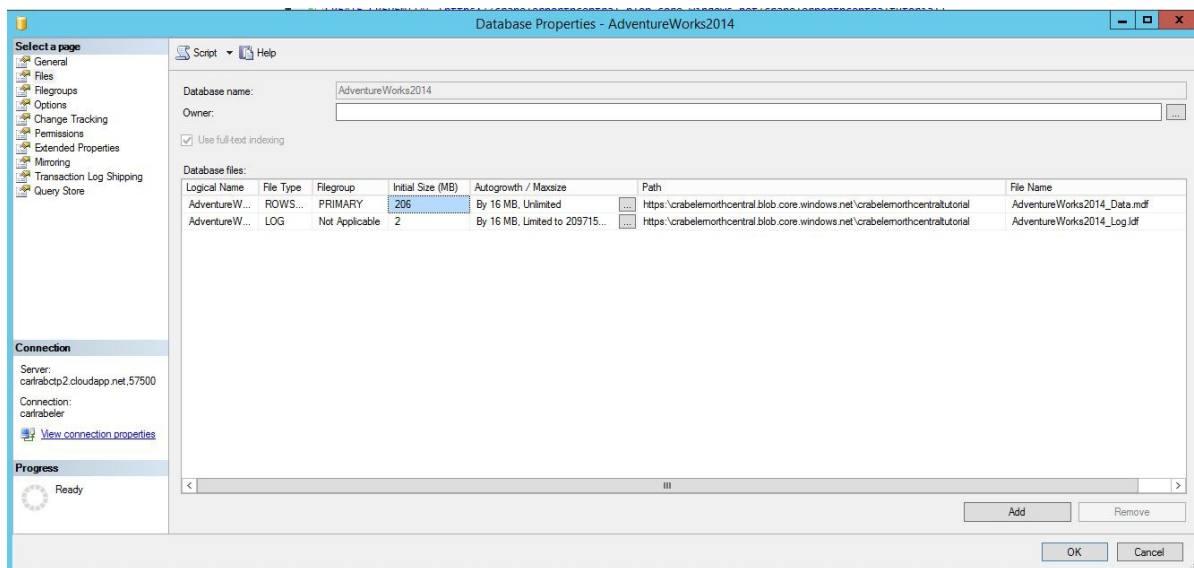 Database Properties - AdventureWorks2014
Select a page
General
Files
Filegroups
Options
Change Tracking
Permissions
Extended Properties
Mirroring
Transaction Log Shipping
Query Store
Connection
Server:
carlrabctp2.cloudapp.net,57500
Connection:
carlrabeler
View connection properties
Progress
Ready
Script Help
Database name: AdventureWorks2014
Owner: ...
Use full-text indexing
Database files:
Logical Name File Type Filegroup Initial Size (MB) Autogrowth / Maxsize Path File Name
AdventureW... ROWS... PRIMARY 206 By 16 MB, Unlimited ... https:\crabelernorthcentral.blob.core.windows.net\crabelernorthcentraltutorial AdventureWorks2014_Data.mdf
AdventureW... LOG Not Applicable 2 By 16 MB, Limited to 209715... ... https:\crabelernorthcentral.blob.core.windows.net\crabelernorthcentraltutorial AdventureWorks2014_Log.ldf
Add Remove
OK Cancel